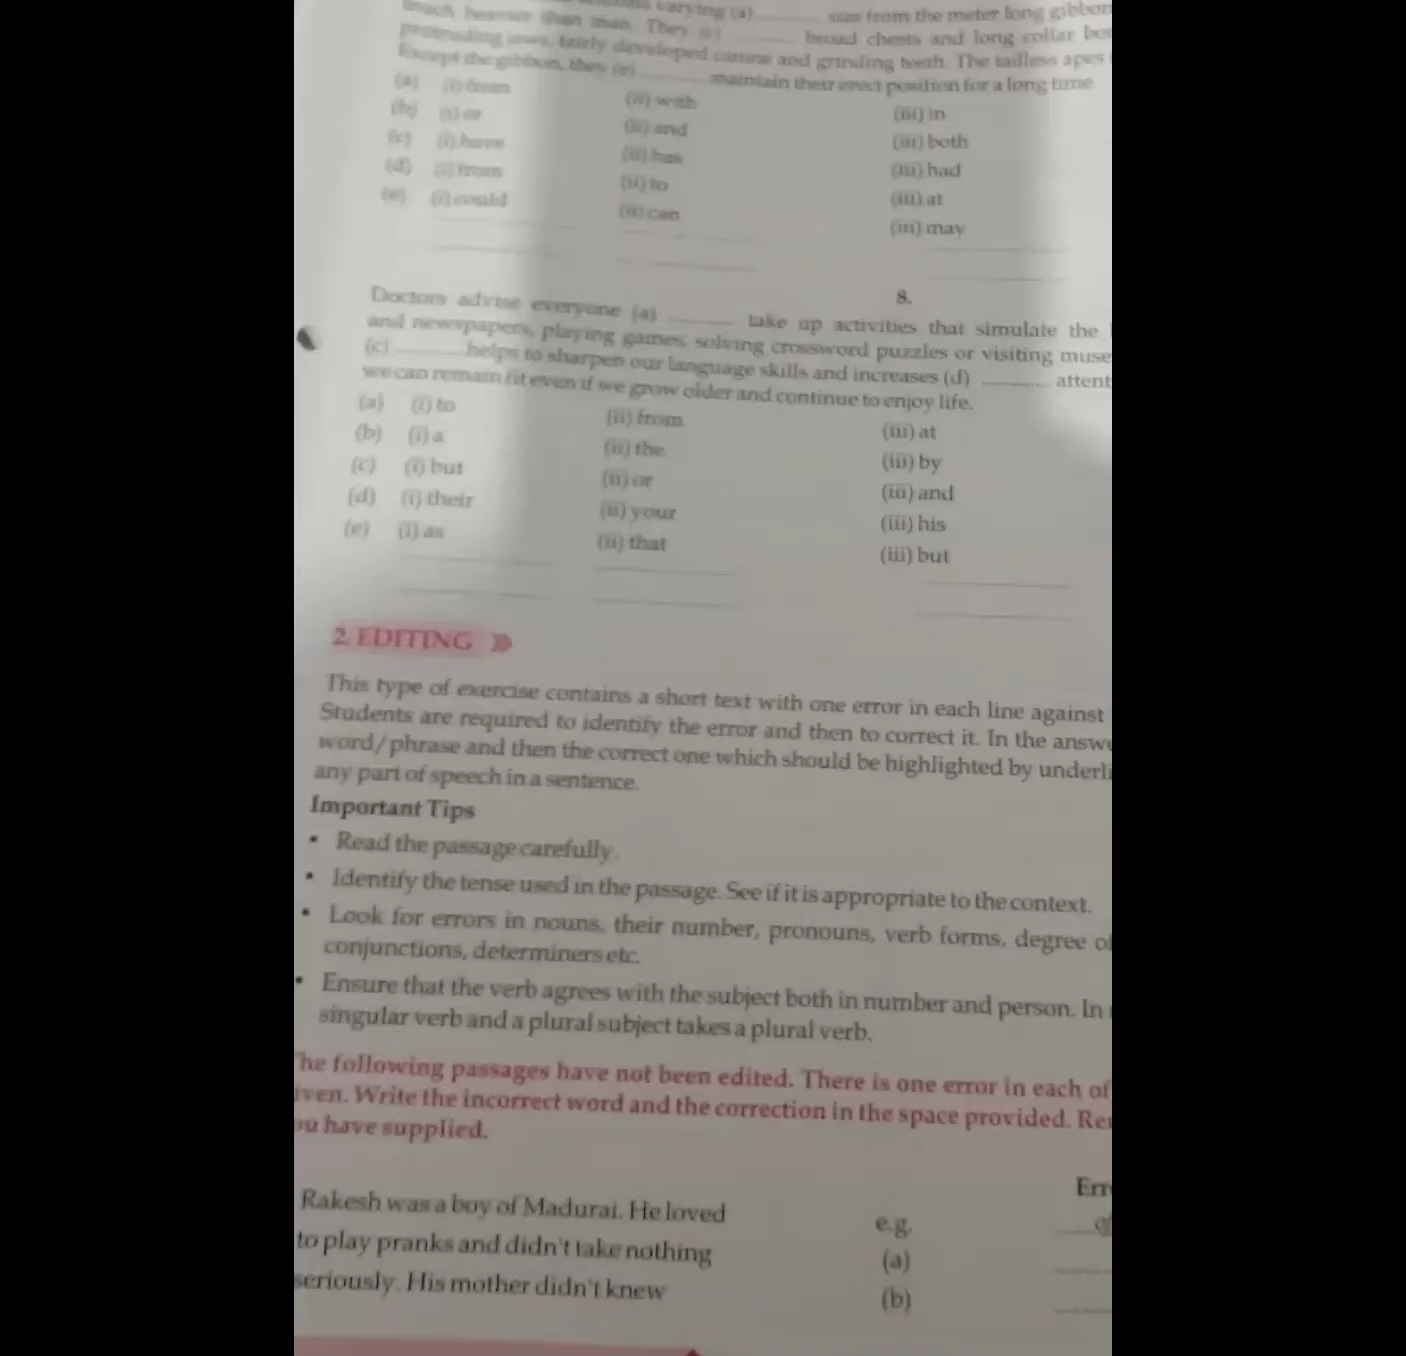 varying (a) ______ size from the meter long gibbon
much heavier than man. They (c) ______ broad chests and long collar
protruding jaws, fairly developed canine and grinding teeth. The tailless apes
Except the gibbon, they (e) ______ maintain their erect position for a long time
(a) (i) from (ii) with (iii) in
(b) (i) or (ii) and (iii) both
(c) (i) have (ii) has (iii) had
(d) (i) from (ii) to (iii) at
(e) (i) could (ii) can (iii) may
8.
Doctors advise everyone (a) ______ take up activities that simulate the
and newspapers, playing games, solving crossword puzzles or visiting muse
(c) ______ helps to sharpen our language skills and increases (d) ______ attent
we can remain fit even if we grow older and continue to enjoy life.
(a) (i) to (ii) from (iii) at
(b) (i) a (ii) the (iii) by
(c) (i) but (ii) or (iii) and
(d) (i) their (ii) your (iii) his
(e) (i) as (ii) that (iii) but
2. EDITING
This type of exercise contains a short text with one error in each line against
Students are required to identify the error and then to correct it. In the answ
word/phrase and then the correct one which should be highlighted by underli
any part of speech in a sentence.
Important Tips
• Read the passage carefully.
• Identify the tense used in the passage. See if it is appropriate to the context.
• Look for errors in nouns, their number, pronouns, verb forms, degree of
conjunctions, determiners etc.
• Ensure that the verb agrees with the subject both in number and person. In
singular verb and a plural subject takes a plural verb.
he following passages have not been edited. There is one error in each of
iven. Write the incorrect word and the correction in the space provided. Re
ou have supplied.
Err
Rakesh was a boy of Madurai. He loved e.g. of
to play pranks and didn't take nothing (a)
seriously. His mother didn't knew (b)